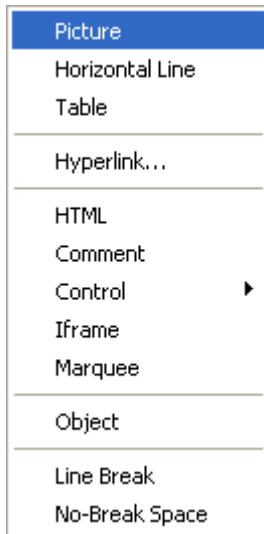 Picture
Horizontal Line
Table
Hyperlink...
HTML
Comment
Control
Iframe
Marquee
Object
Line Break
No-Break Space